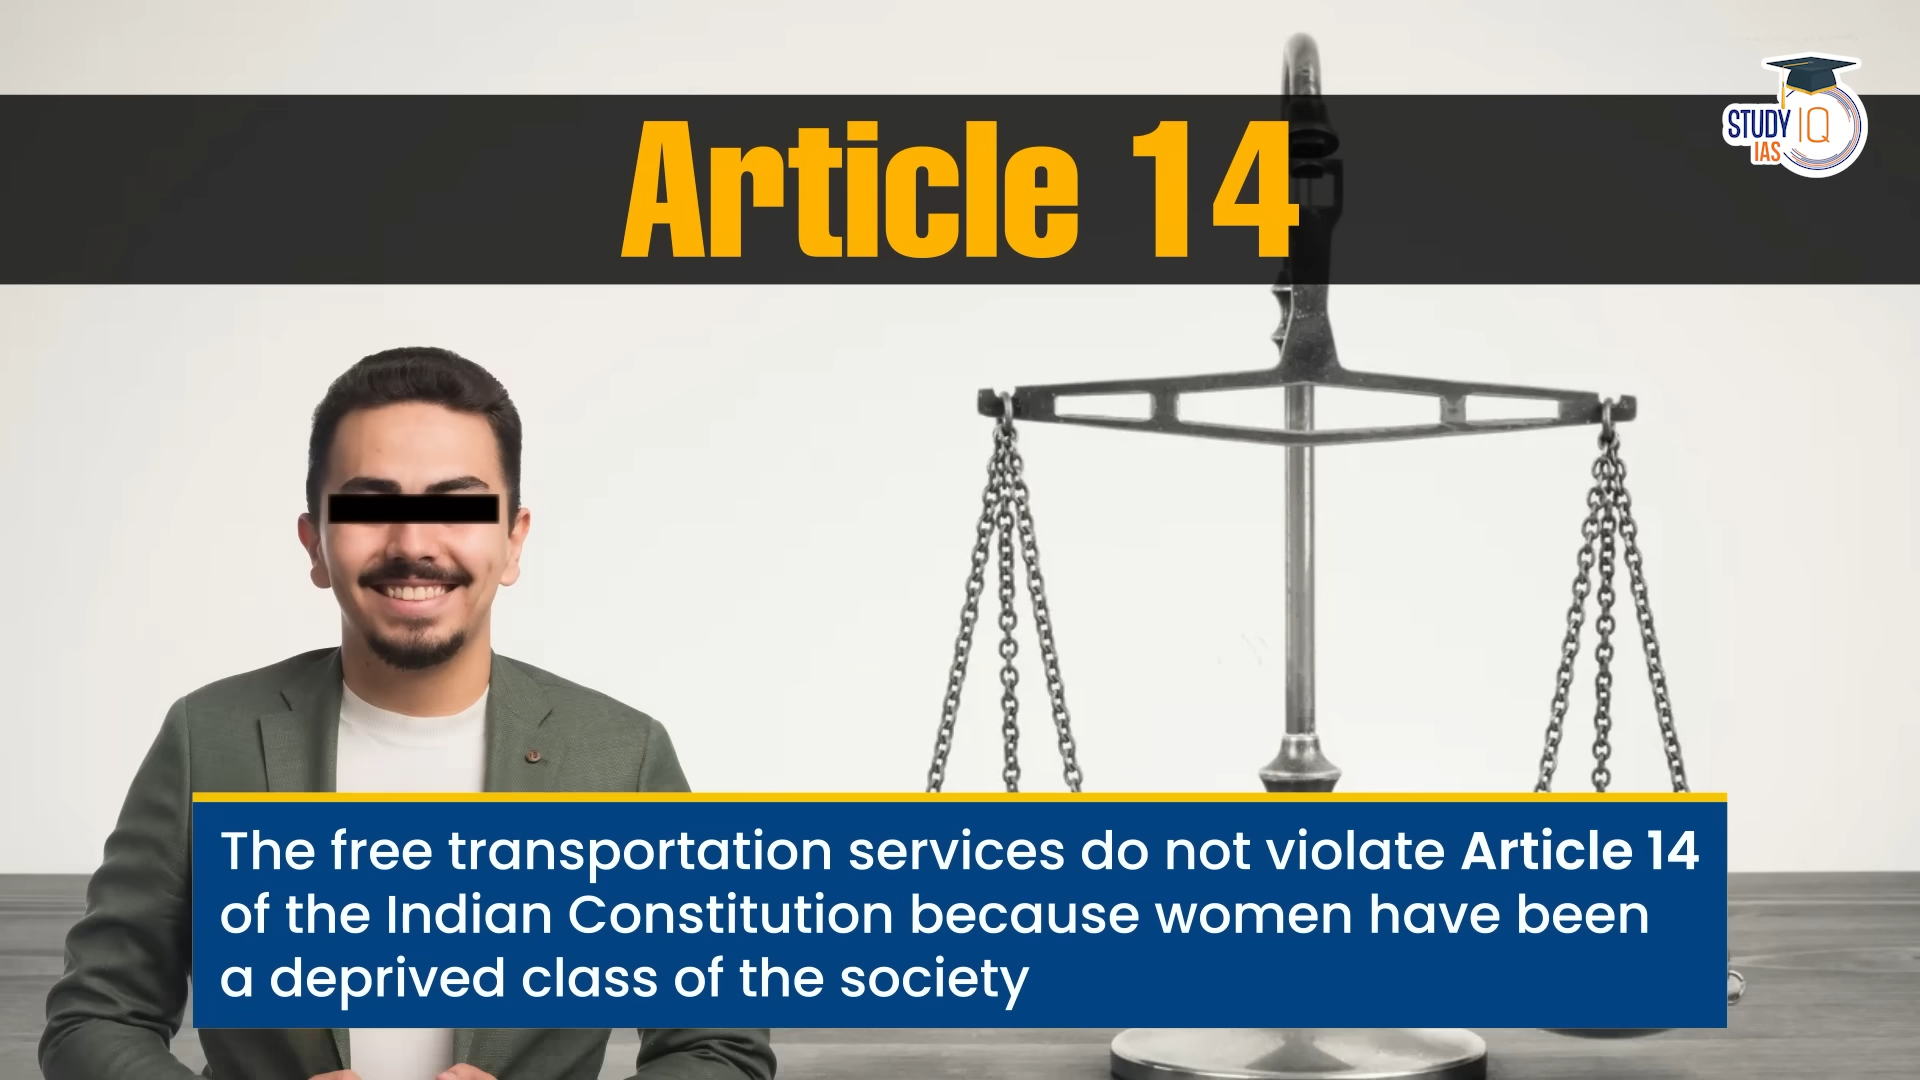 Article 14
STUDY IQ
IAS
The free transportation services do not violate Article 14
of the Indian Constitution because women have been
a deprived class of the society